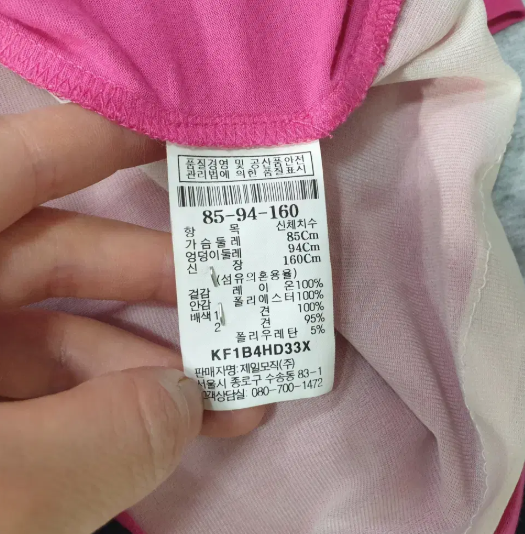 품질경영 및 공산품안전
관리법에 의한 품질표시
85-94-160
항 목 신체치수
가슴둘레 85Cm
엉덩이둘레 94Cm
신 장 160Cm
(섬유의혼용율)
겉감 레 이 온100%
안감 폴리에스터100%
배색1 견 100%
2 견 95%
폴리우레탄 5%
KF1B4HD33X
판매자명:제일모직(주)
서울시 종로구 수송동 83-1
고객상담실: 080-700-1472